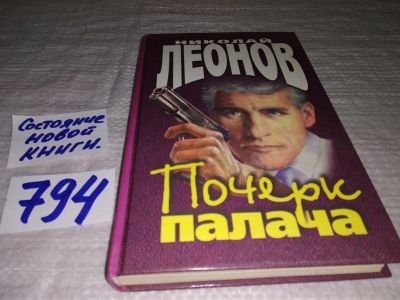 НИКОЛАЙ
ЛЕОНОВ
Почерк
палача
Состояние
новой
книги.
794